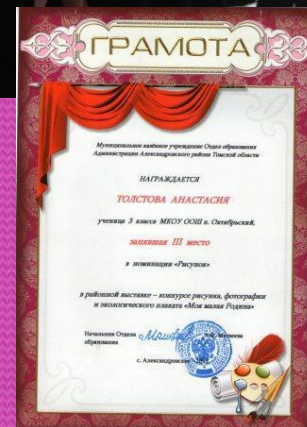 ГРАМОТА
Муниципальное казённое учреждение Отдел образования
Администрации Александровского района Томской области
НАГРАЖДАЕТСЯ
ТОЛСТОВА АНАСТАСИЯ
ученица 3 класса МКОУ ООШ п. Октябрьский,
занявшая III место
в номинации «Рисунок»
в районной выставке – конкурсе рисунка, фотографии
и экологического плаката «Моя малая Родина»
Начальник Отдела
образования
с. Александровское